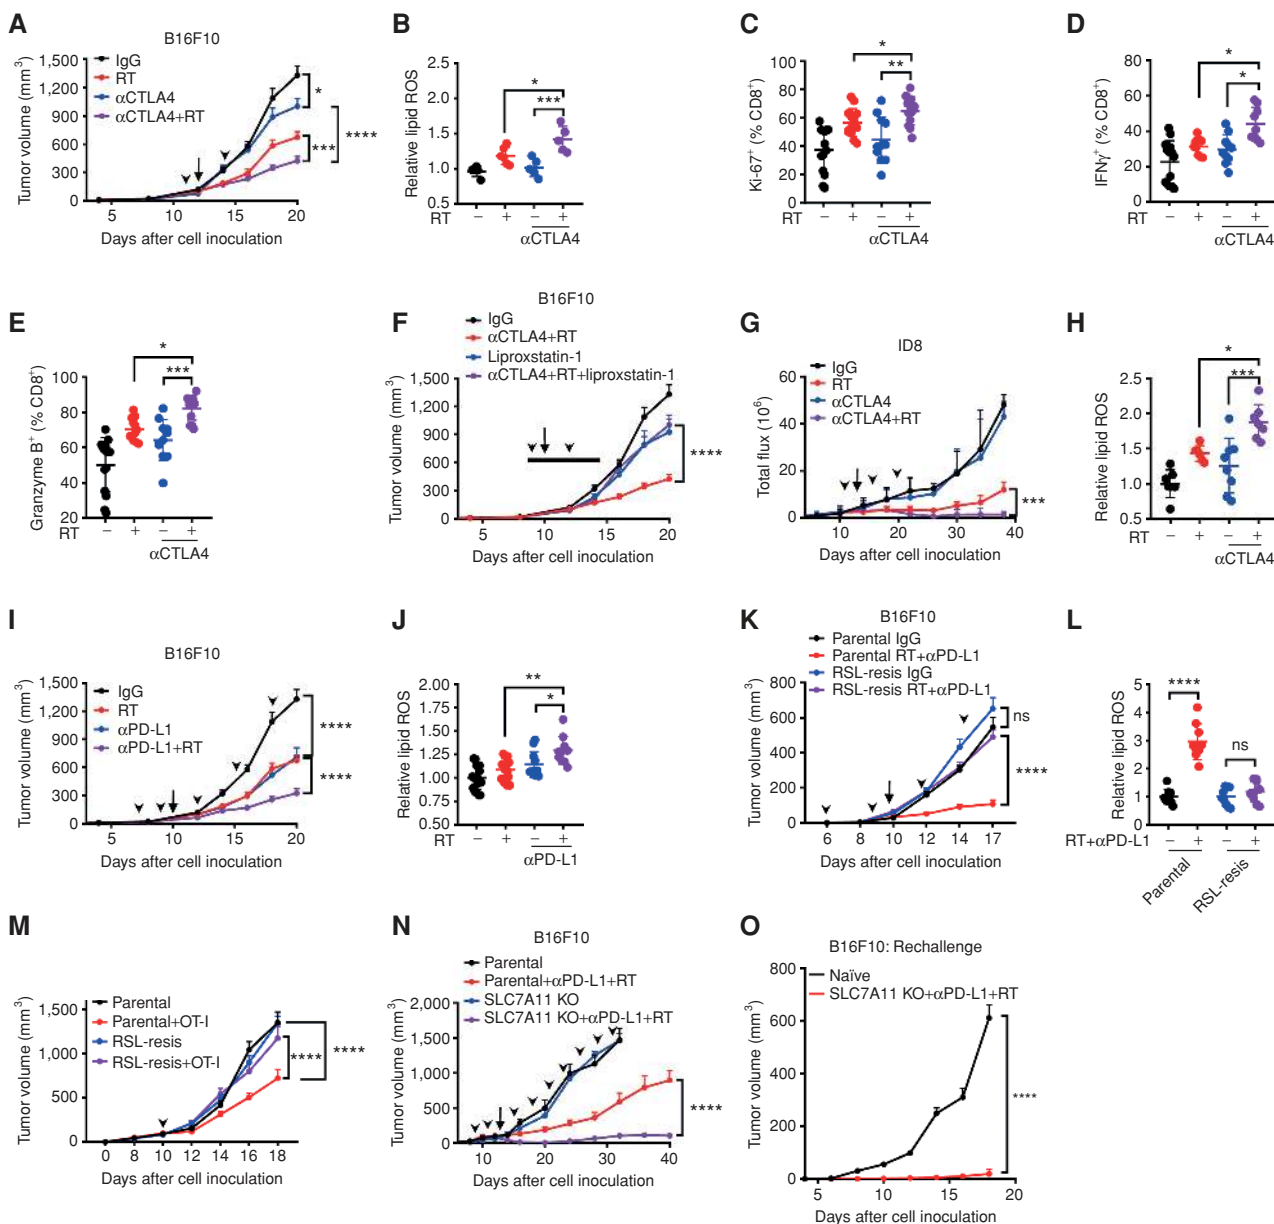 A
B16F10
IgG
RT
αCTLA4
αCTLA4+RT
Tumor volume (mm³)
1,500
1,200
900
600
300
0
5
10
15
20
Days after cell inoculation
*
****
***
B
Relative lipid ROS
2.5
2.0
1.5
1.0
0.5
*
***
RT
–
+
–
+
αCTLA4
C
Ki-67⁺ (% CD8⁺)
100
80
60
40
20
0
*
**
RT
–
+
–
+
αCTLA4
D
IFNγ⁺ (% CD8⁺)
80
60
40
20
0
*
*
RT
–
+
–
+
αCTLA4
E
Granzyme B⁺ (% CD8⁺)
100
80
60
40
20
*
***
RT
–
+
–
+
αCTLA4
F
B16F10
IgG
αCTLA4+RT
Liproxstatin-1
αCTLA4+RT+liproxstatin-1
Tumor volume (mm³)
1,500
1,200
900
600
300
0
5
10
15
20
Days after cell inoculation
****
G
ID8
IgG
RT
αCTLA4
αCTLA4+RT
Total flux (10⁶)
60
40
20
0
10
20
30
40
Days after cell inoculation
***
H
Relative lipid ROS
2.5
2.0
1.5
1.0
0.5
*
***
RT
–
+
–
+
αCTLA4
I
B16F10
IgG
RT
αPD-L1
αPD-L1+RT
Tumor volume (mm³)
1,500
1,200
900
600
300
0
5
10
15
20
Days after cell inoculation
****
****
J
Relative lipid ROS
2.00
1.75
1.50
1.25
1.00
0.75
0.50
**
*
RT
–
+
–
+
αPD-L1
K
B16F10
Parental IgG
Parental RT+αPD-L1
RSL-resis IgG
RSL-resis RT+αPD-L1
Tumor volume (mm³)
800
600
400
200
0
6
8
10
12
14
17
Days after cell inoculation
ns
****
L
Relative lipid ROS
5
4
3
2
1
0
****
ns
RT+αPD-L1
–
+
–
+
Parental
RSL-resis
M
Parental
Parental+OT-I
RSL-resis
RSL-resis+OT-I
Tumor volume (mm³)
1,500
1,000
500
0
0
8
10
12
14
16
18
Days after cell inoculation
****
****
N
B16F10
Parental
Parental+αPD-L1+RT
SLC7A11 KO
SLC7A11 KO+αPD-L1+RT
Tumor volume (mm³)
2,000
1,500
1,000
500
0
10
20
30
40
Days after cell inoculation
****
O
B16F10: Rechallenge
Naïve
SLC7A11 KO+αPD-L1+RT
Tumor volume (mm³)
800
600
400
200
0
5
10
15
20
Days after cell inoculation
****